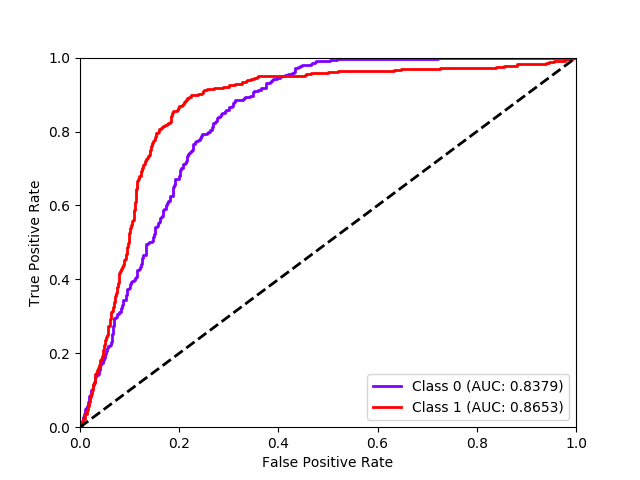 1.0
0.8
0.6
0.4
0.2
0.0
True Positive Rate
0.0 0.2 0.4 0.6 0.8 1.0
False Positive Rate
Class 0 (AUC: 0.8379)
Class 1 (AUC: 0.8653)